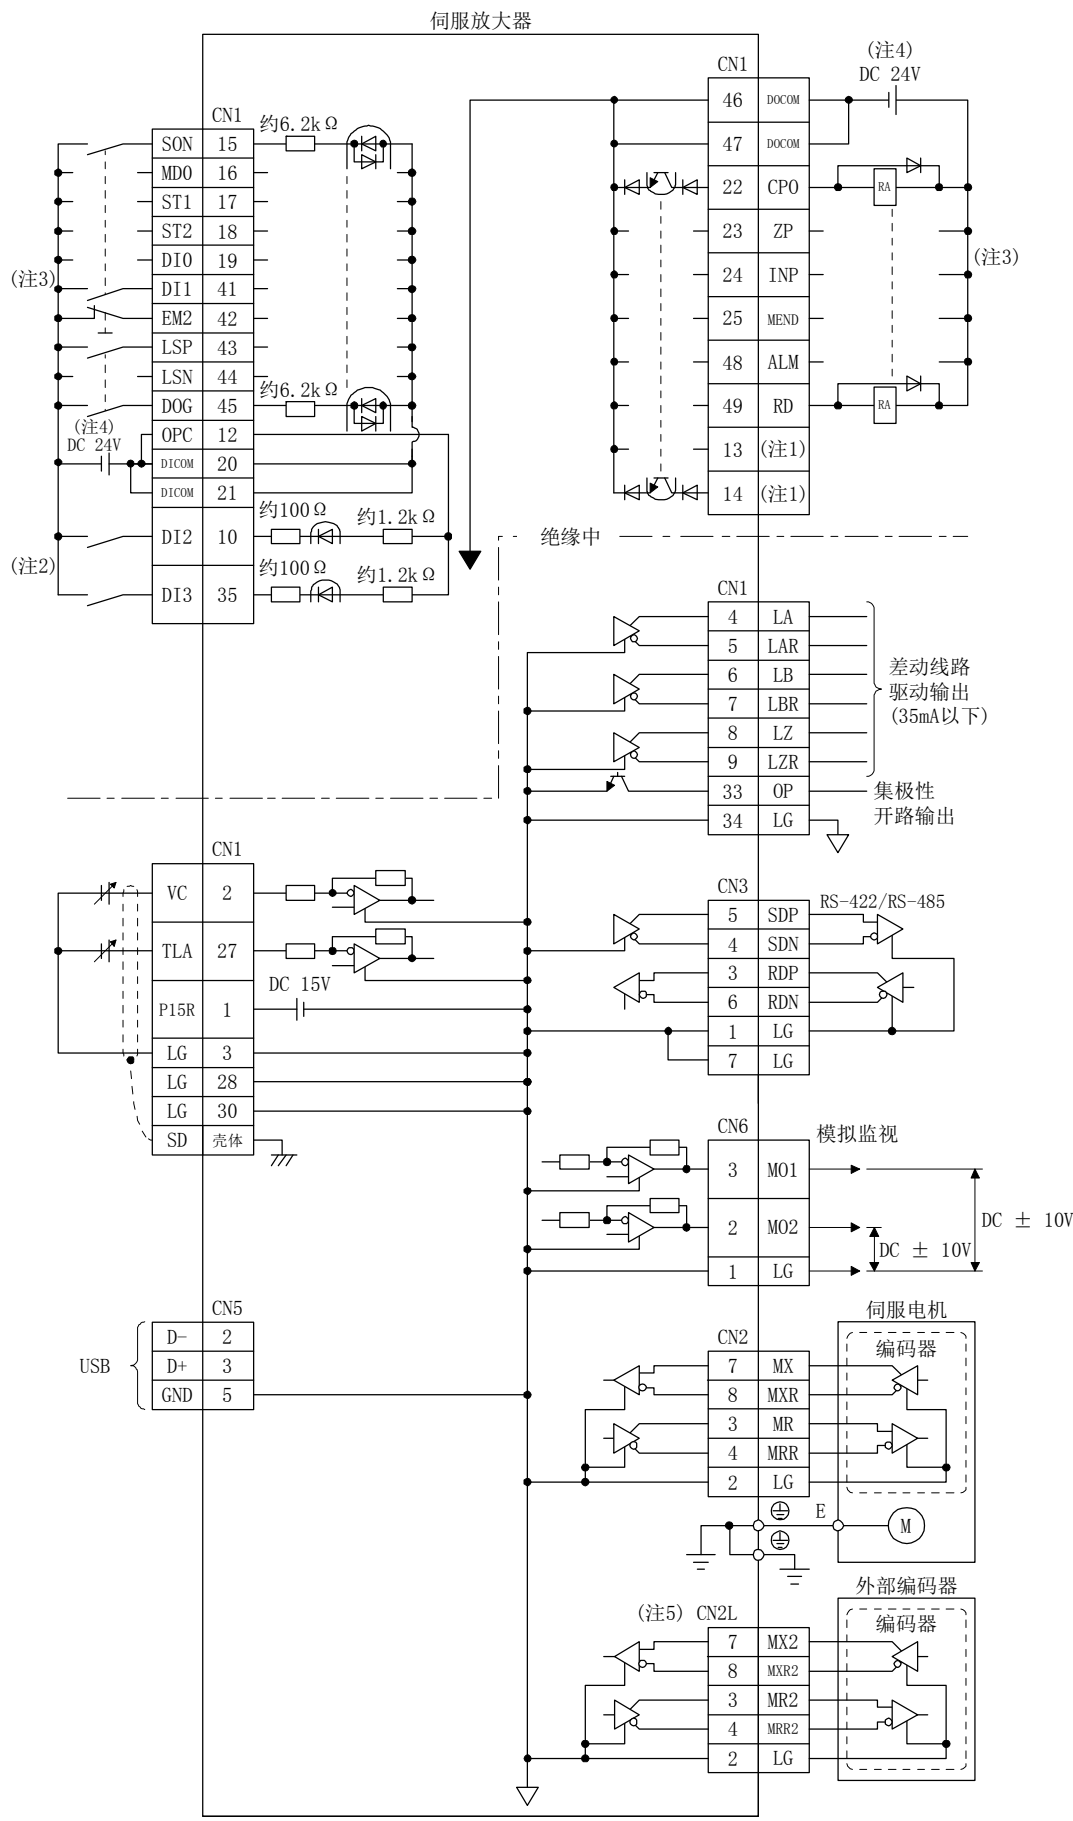 伺服放大器
CN1
约6.2kΩ
SON 15
MD0 16
ST1 17
ST2 18
DI0 19
(注3)
DI1 41
EM2 42
LSP 43
LSN 44
约6.2kΩ
DOG 45
(注4)
DC 24V
OPC 12
DICOM 20
DICOM 21
约100Ω 约1.2kΩ
DI2 10
(注2)
约100Ω 约1.2kΩ
DI3 35
CN1
(注4)
DC 24V
46 DOCOM
47 DOCOM
22 CPO RA
23 ZP
(注3)
24 INP
25 MEND
48 ALM
49 RD RA
13 (注1)
14 (注1)
绝缘中
CN1
4 LA
5 LAR
6 LB
7 LBR
8 LZ
9 LZR
差动线路
驱动输出
(35mA以下)
33 OP
34 LG
集极性
开路输出
CN1
VC 2
TLA 27
DC 15V
P15R 1
LG 3
LG 28
LG 30
SD 壳体
CN3
RS-422/RS-485
5 SDP
4 SDN
3 RDP
6 RDN
1 LG
7 LG
CN6
模拟监视
3 MO1
2 MO2
1 LG
DC ± 10V
DC ± 10V
CN5
USB
D- 2
D+ 3
GND 5
伺服电机
编码器
CN2
7 MX
8 MXR
3 MR
4 MRR
2 LG
E
M
外部编码器
编码器
(注5) CN2L
7 MX2
8 MXR2
3 MR2
4 MRR2
2 LG